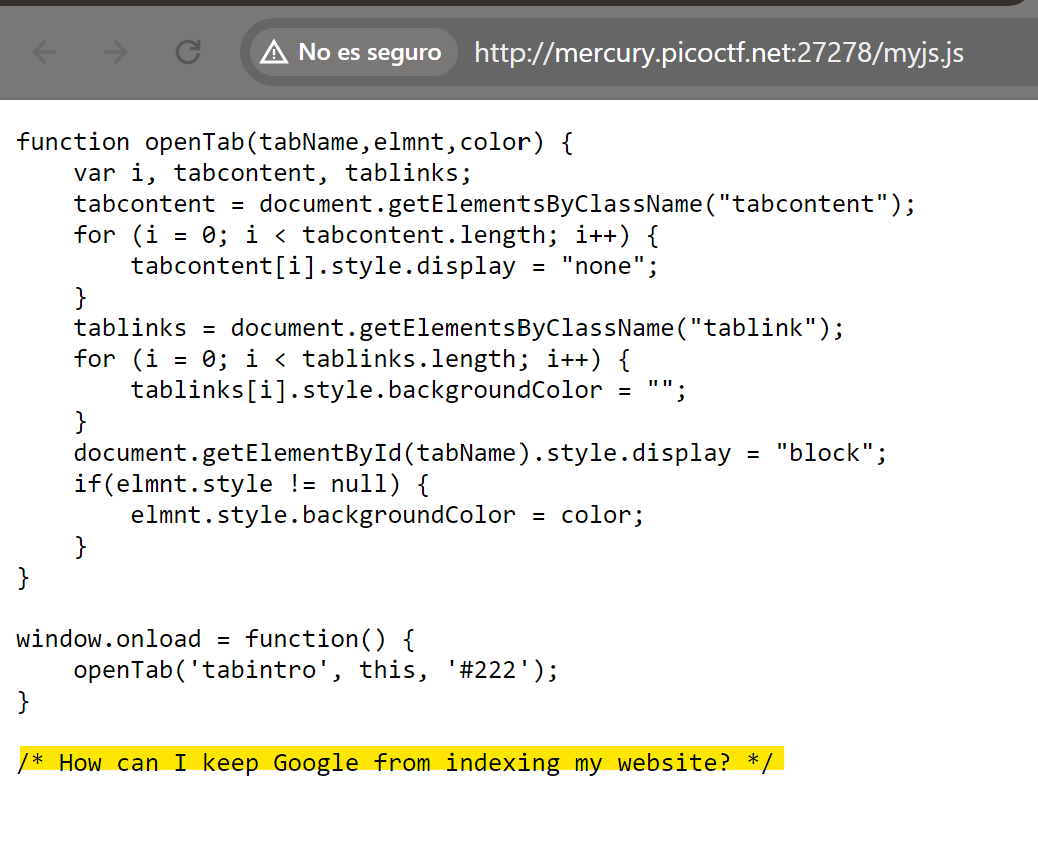 No es seguro http://mercury.picoctf.net:27278/myjs.js
function openTab(tabName,elmnt,color) {
    var i, tabcontent, tablinks;
    tabcontent = document.getElementsByClassName("tabcontent");
    for (i = 0; i < tabcontent.length; i++) {
        tabcontent[i].style.display = "none";
    }
    tablinks = document.getElementsByClassName("tablink");
    for (i = 0; i < tablinks.length; i++) {
        tablinks[i].style.backgroundColor = "";
    }
    document.getElementById(tabName).style.display = "block";
    if(elmnt.style != null) {
        elmnt.style.backgroundColor = color;
    }
}
window.onload = function() {
    openTab('tabintro', this, '#222');
}
/* How can I keep Google from indexing my website? */